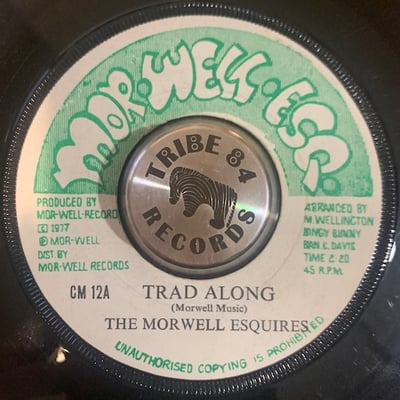 MOR-WELL-ESQ.
TRIBE 84
RECORDS
PRODUCED BY
MOR-WELL-RECORD
© 1977
℗ MOR-WELL
DIST BY
MOR-WELL RECORDS
ARRANGED BY
M WELLINGTON
BINGY BUNNY
BAN C. DAVIS
TIME 2.20
45 R.P.M.
CM 12A
TRAD ALONG
(Morwell Music)
THE MORWELL ESQUIRES
UNAUTHORISED COPYING IS PROHIBITED